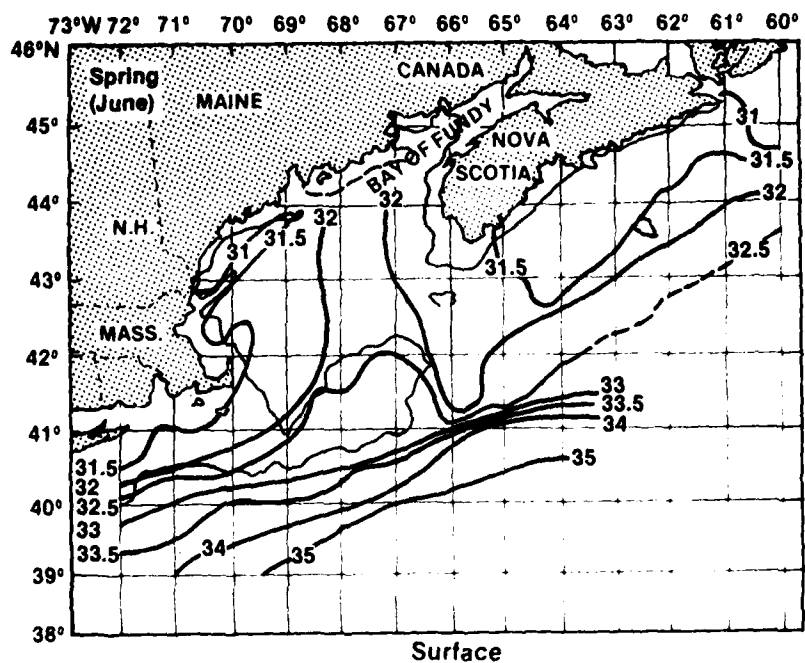 73°W 72° 71° 70° 69° 68° 67° 66° 65° 64° 63° 62° 61° 60°
46°N
Spring
(June)
CANADA
MAINE
45°
BAY OF FUNDY
NOVA
SCOTIA
31
31.5
32
44°
N.H.
32
32
31
31.5
32.5
31.5
43°
MASS.
42°
33
33.5
34
41°
31.5
32
32.5
33
33.5
35
40°
34
35
39°
38°
Surface